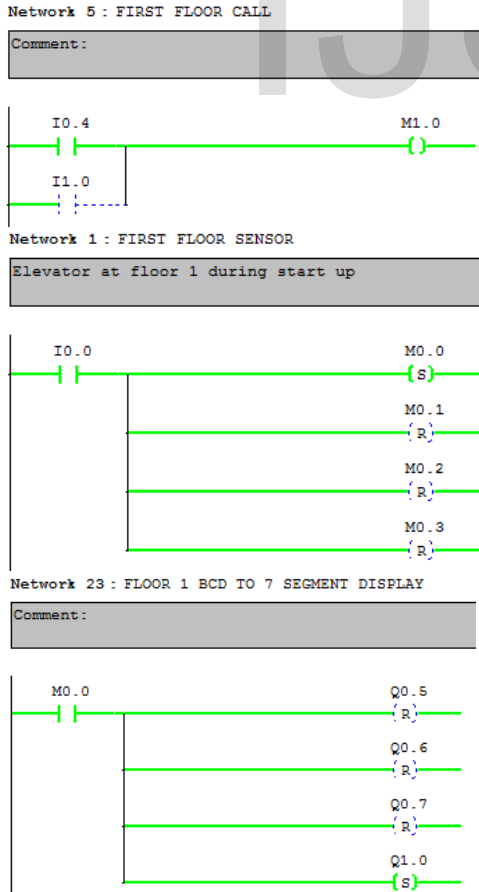 Network 5 : FIRST FLOOR CALL
Comment:
I0.4 M1.0
I1.0
Network 1 : FIRST FLOOR SENSOR
Elevator at floor 1 during start up
I0.0 M0.0
S
M0.1
R
M0.2
R
M0.3
R
Network 23 : FLOOR 1 BCD TO 7 SEGMENT DISPLAY
Comment:
M0.0 Q0.5
R
Q0.6
R
Q0.7
R
Q1.0
S